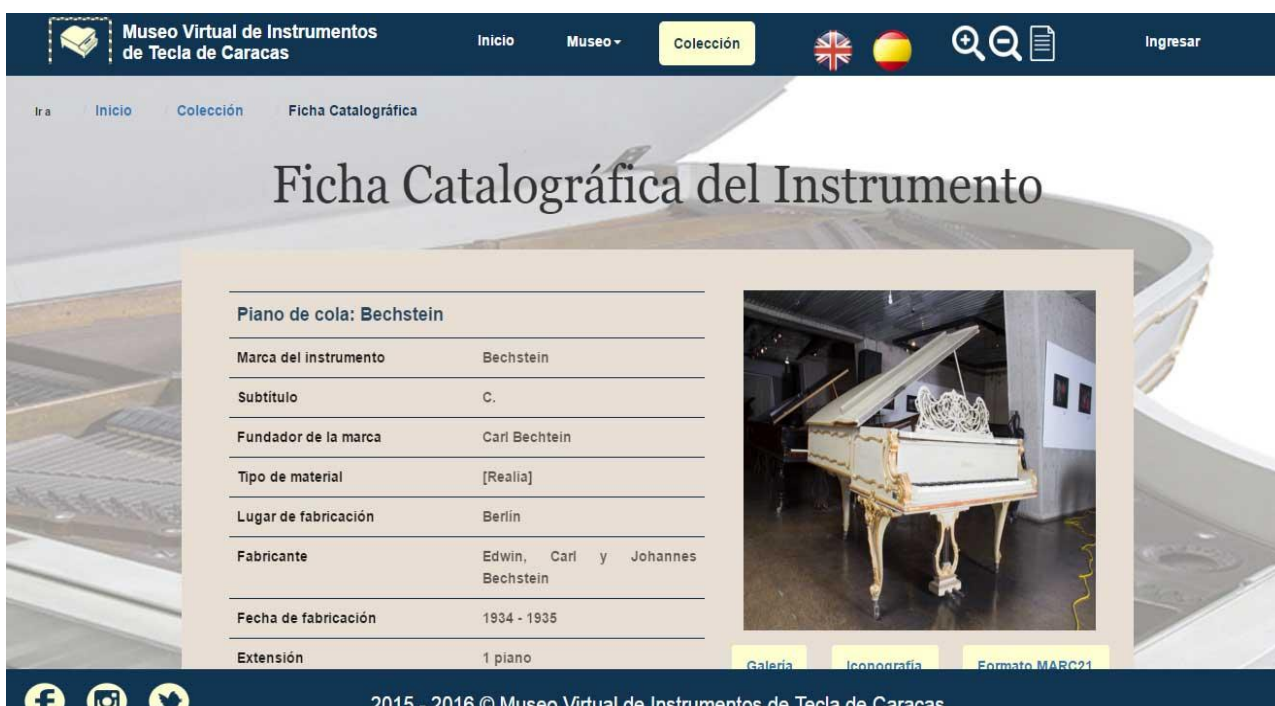 Museo Virtual de Instrumentos
de Tecla de Caracas
Inicio
Museo
Colección
Ingresar
Ir a / Inicio / Colección / Ficha Catalográfica
Ficha Catalográfica del Instrumento
Piano de cola: Bechstein
Marca del instrumento Bechstein
Subtítulo C.
Fundador de la marca Carl Bechtein
Tipo de material [Realia]
Lugar de fabricación Berlín
Fabricante Edwin, Carl y Johannes
Bechstein
Fecha de fabricación 1934 - 1935
Extensión 1 piano
Galería
Iconografía
Formato MARC21
2015 - 2016 © Museo Virtual de Instrumentos de Tecla de Caracas